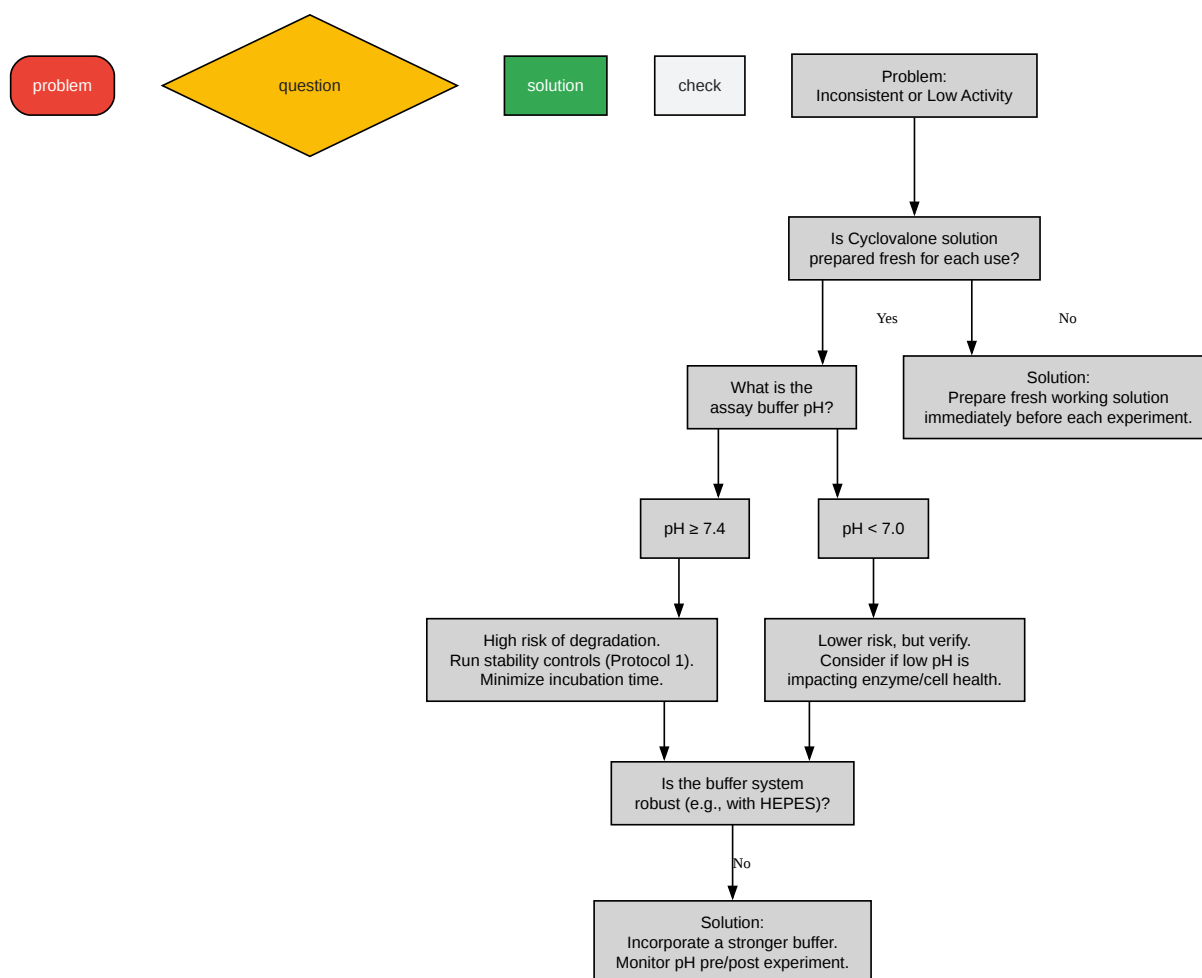 problem
question
solution
check
Problem:
Inconsistent or Low Activity
Is Cyclovalone solution
prepared fresh for each use?
Yes
No
What is the
assay buffer pH?
Solution:
Prepare fresh working solution
immediately before each experiment.
pH ≥ 7.4
pH < 7.0
High risk of degradation.
Run stability controls (Protocol 1).
Minimize incubation time.
Lower risk, but verify.
Consider if low pH is
impacting enzyme/cell health.
Is the buffer system
robust (e.g., with HEPES)?
No
Solution:
Incorporate a stronger buffer.
Monitor pH pre/post experiment.